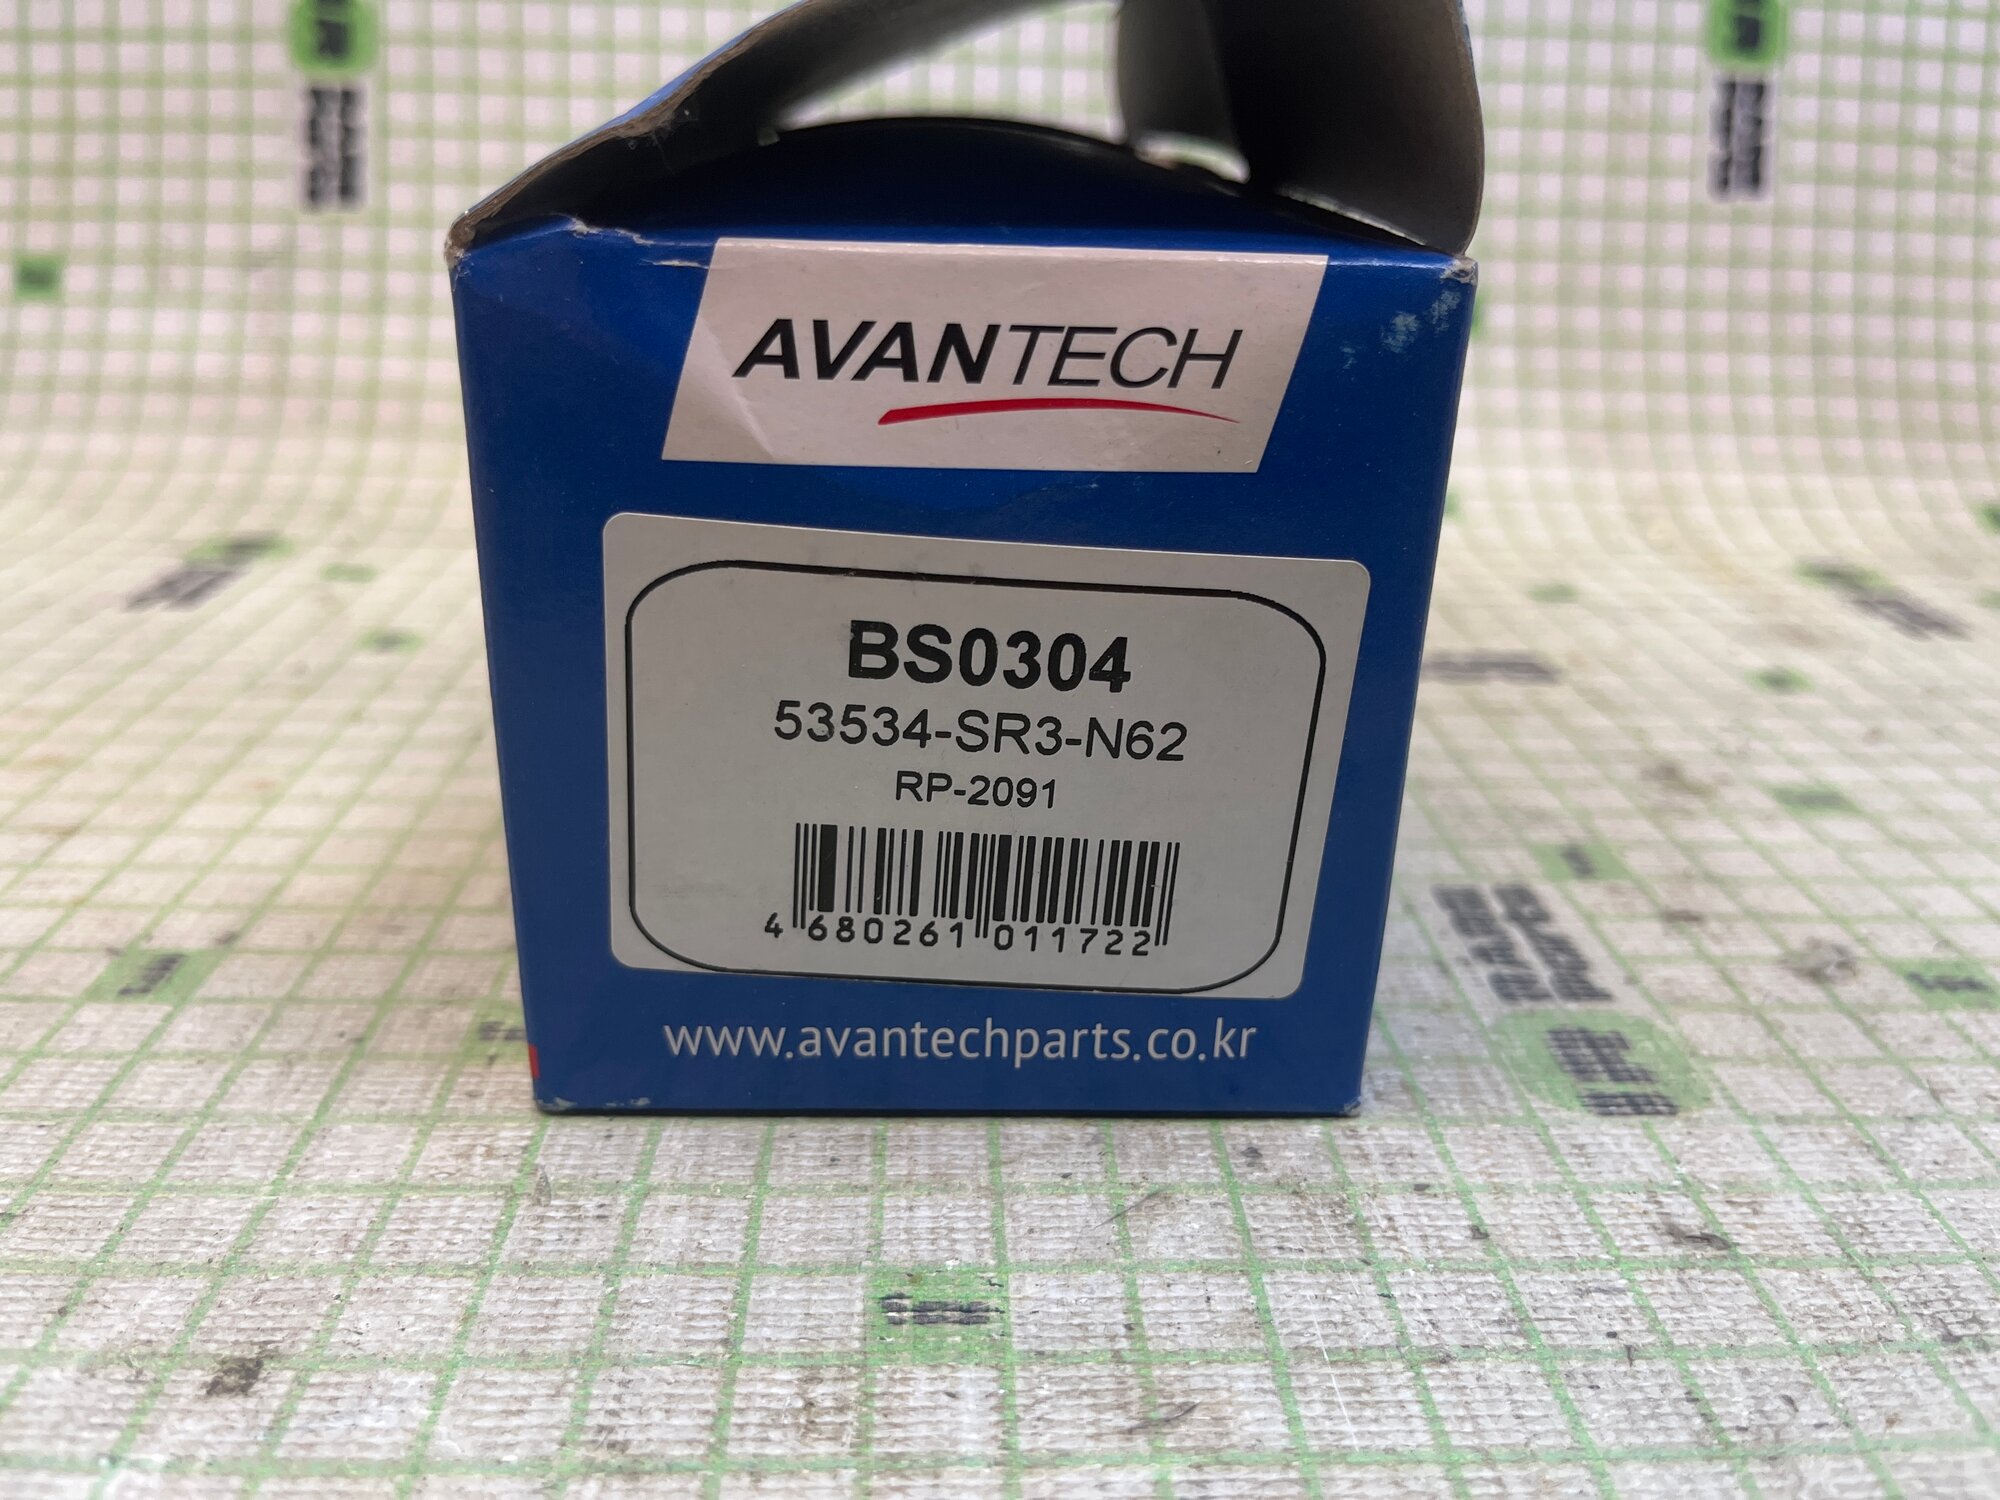 AVANTECH
BS0304
53534-SR3-N62
RP-2091
4 680261 011722
www.avantechparts.co.kr